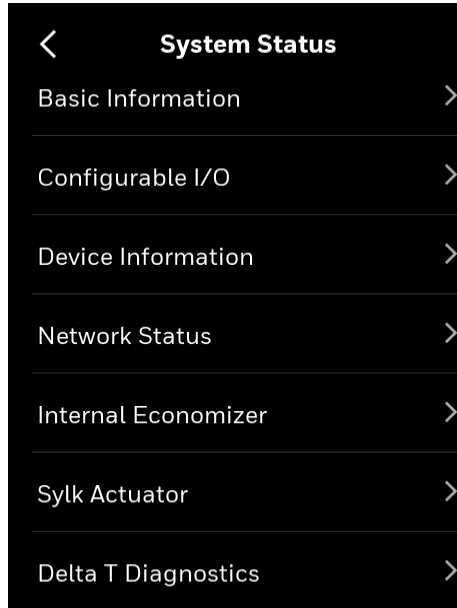 System Status
Basic Information
Configurable I/O
Device Information
Network Status
Internal Economizer
Sylk Actuator
Delta T Diagnostics